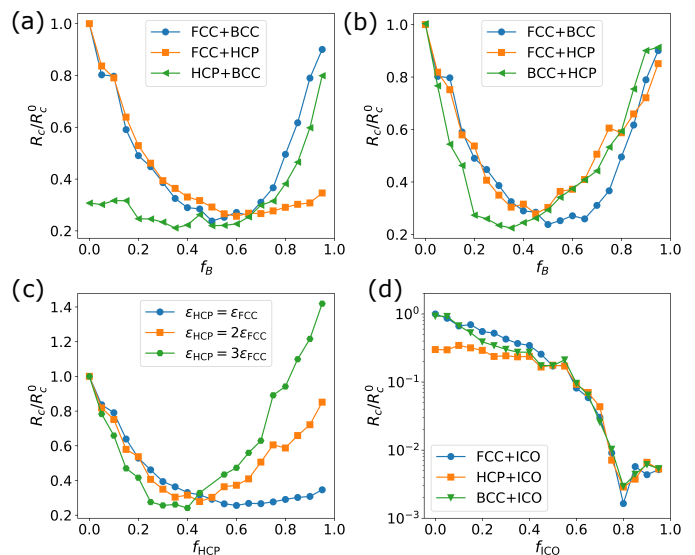 (a)
FCC+BCC
FCC+HCP
HCP+BCC
R_c/R_c^0
1.0
0.8
0.6
0.4
0.2
0.0 0.2 0.4 0.6 0.8 1.0
f_B
(b)
FCC+BCC
FCC+HCP
BCC+HCP
R_c/R_c^0
1.0
0.8
0.6
0.4
0.2
0.0 0.2 0.4 0.6 0.8 1.0
f_B
(c)
ε_HCP = ε_FCC
ε_HCP = 2ε_FCC
ε_HCP = 3ε_FCC
R_c/R_c^0
1.4
1.2
1.0
0.8
0.6
0.4
0.2
0.0 0.2 0.4 0.6 0.8 1.0
f_HCP
(d)
R_c/R_c^0
10^0
10^−1
10^−2
10^−3
FCC+ICO
HCP+ICO
BCC+ICO
0.0 0.2 0.4 0.6 0.8 1.0
f_ICO